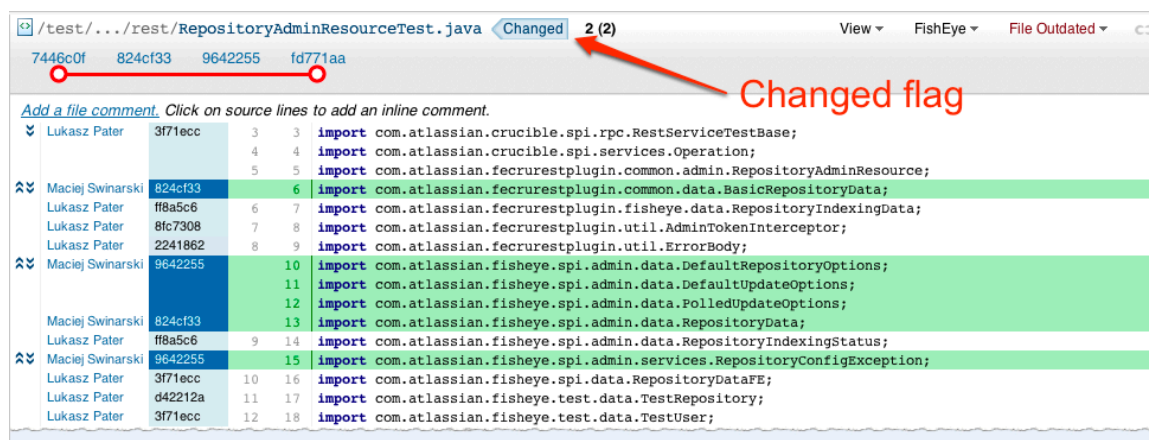 /test/.../rest/RepositoryAdminResourceTest.java Changed 2 (2) View FishEye File Outdated
7446c0f 824cf33 9642255 fd771aa
Changed flag
Add a file comment. Click on source lines to add an inline comment.
Lukasz Pater 3f71ecc 3 3 import com.atlassian.crucible.spi.rpc.RestServiceTestBase;
4 4 import com.atlassian.crucible.spi.services.Operation;
5 5 import com.atlassian.fecrurestplugin.common.admin.RepositoryAdminResource;
Maciej Swinarski 824cf33 6 import com.atlassian.fecrurestplugin.common.data.BasicRepositoryData;
Lukasz Pater ff8a5c6 6 7 import com.atlassian.fecrurestplugin.fisheye.data.RepositoryIndexingData;
Lukasz Pater 8fc7308 7 8 import com.atlassian.fecrurestplugin.util.AdminTokenInterceptor;
Lukasz Pater 2241862 8 9 import com.atlassian.fecrurestplugin.util.ErrorBody;
Maciej Swinarski 9642255 10 import com.atlassian.fisheye.spi.admin.data.DefaultRepositoryOptions;
11 import com.atlassian.fisheye.spi.admin.data.DefaultUpdateOptions;
12 import com.atlassian.fisheye.spi.admin.data.PolledUpdateOptions;
Maciej Swinarski 824cf33 13 import com.atlassian.fisheye.spi.admin.data.RepositoryData;
Lukasz Pater ff8a5c6 9 14 import com.atlassian.fisheye.spi.admin.data.RepositoryIndexingStatus;
Maciej Swinarski 9642255 15 import com.atlassian.fisheye.spi.admin.services.RepositoryConfigException;
Lukasz Pater 3f71ecc 10 16 import com.atlassian.fisheye.spi.data.RepositoryDataFE;
Lukasz Pater d42212a 11 17 import com.atlassian.fisheye.test.data.TestRepository;
Lukasz Pater 3f71ecc 12 18 import com.atlassian.fisheye.test.data.TestUser;